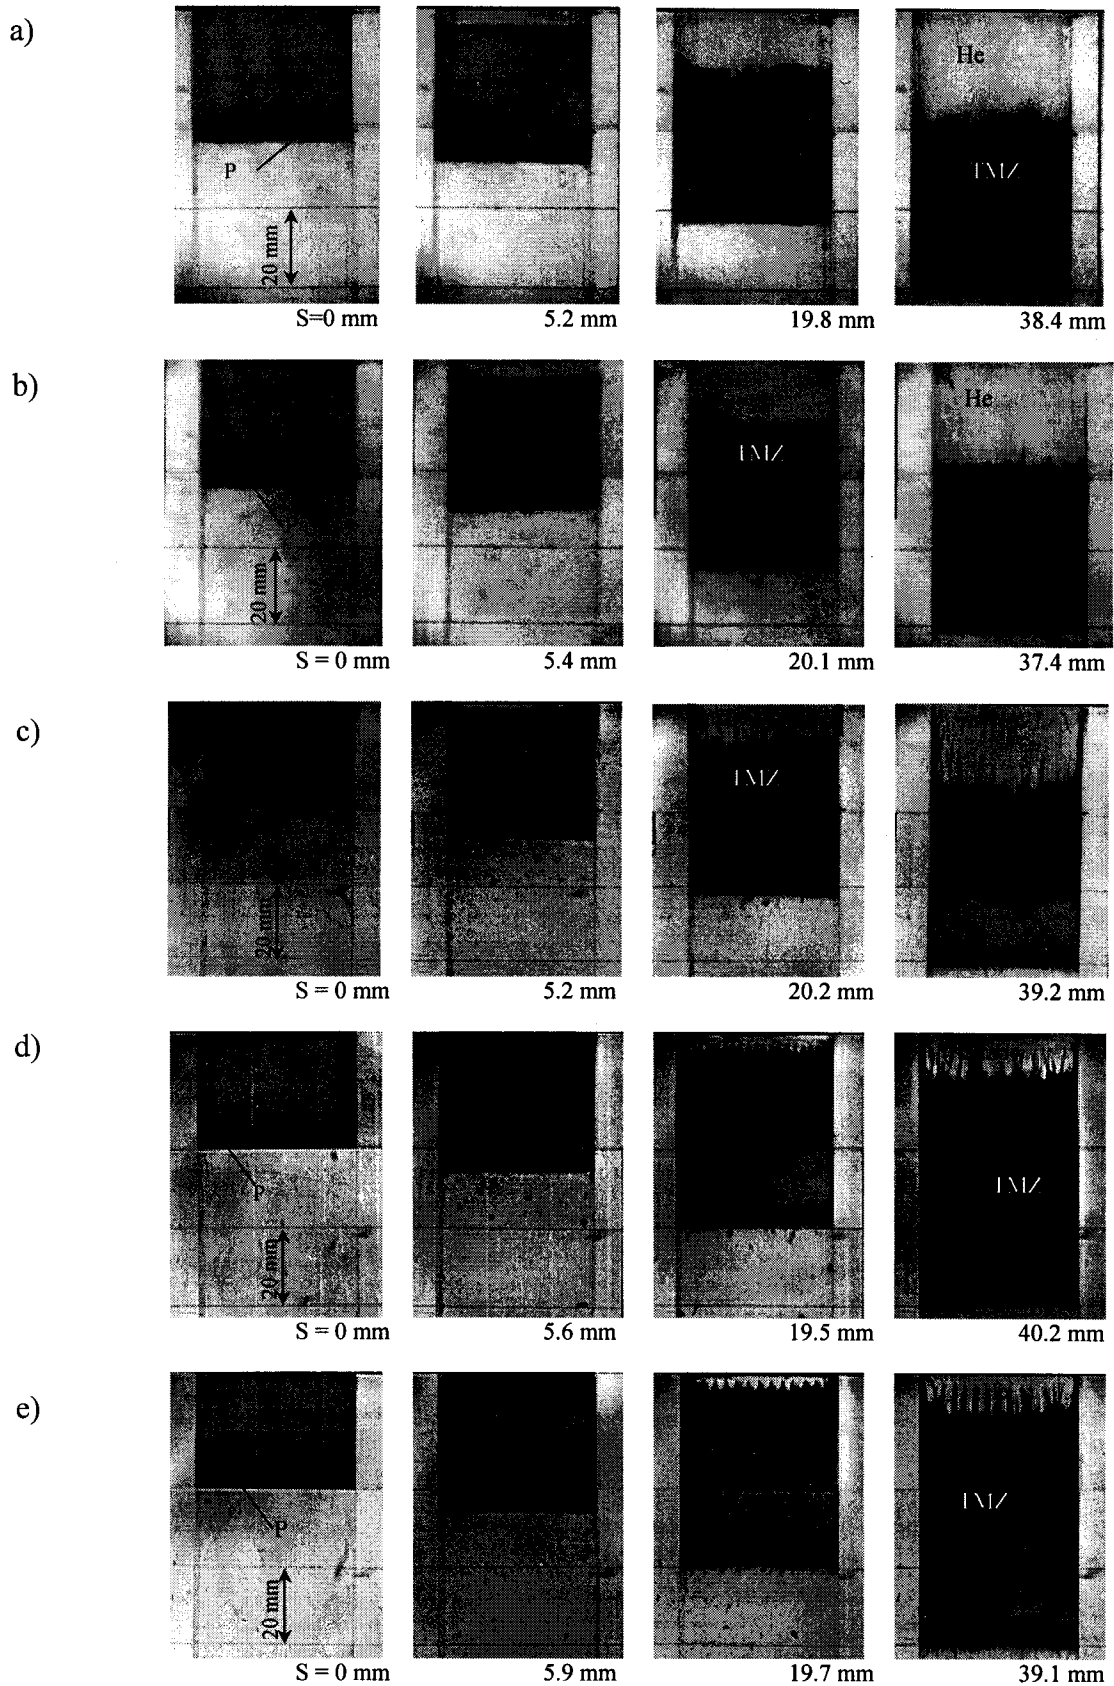 a)
He
P
TMZ
20 mm
S=0 mm
5.2 mm
19.8 mm
38.4 mm
b)
He
TMZ
20 mm
S = 0 mm
5.4 mm
20.1 mm
37.4 mm
c)
TMZ
20 mm
S = 0 mm
5.2 mm
20.2 mm
39.2 mm
d)
P
TMZ
20 mm
S = 0 mm
5.6 mm
19.5 mm
40.2 mm
e)
P
TMZ
20 mm
S = 0 mm
5.9 mm
19.7 mm
39.1 mm